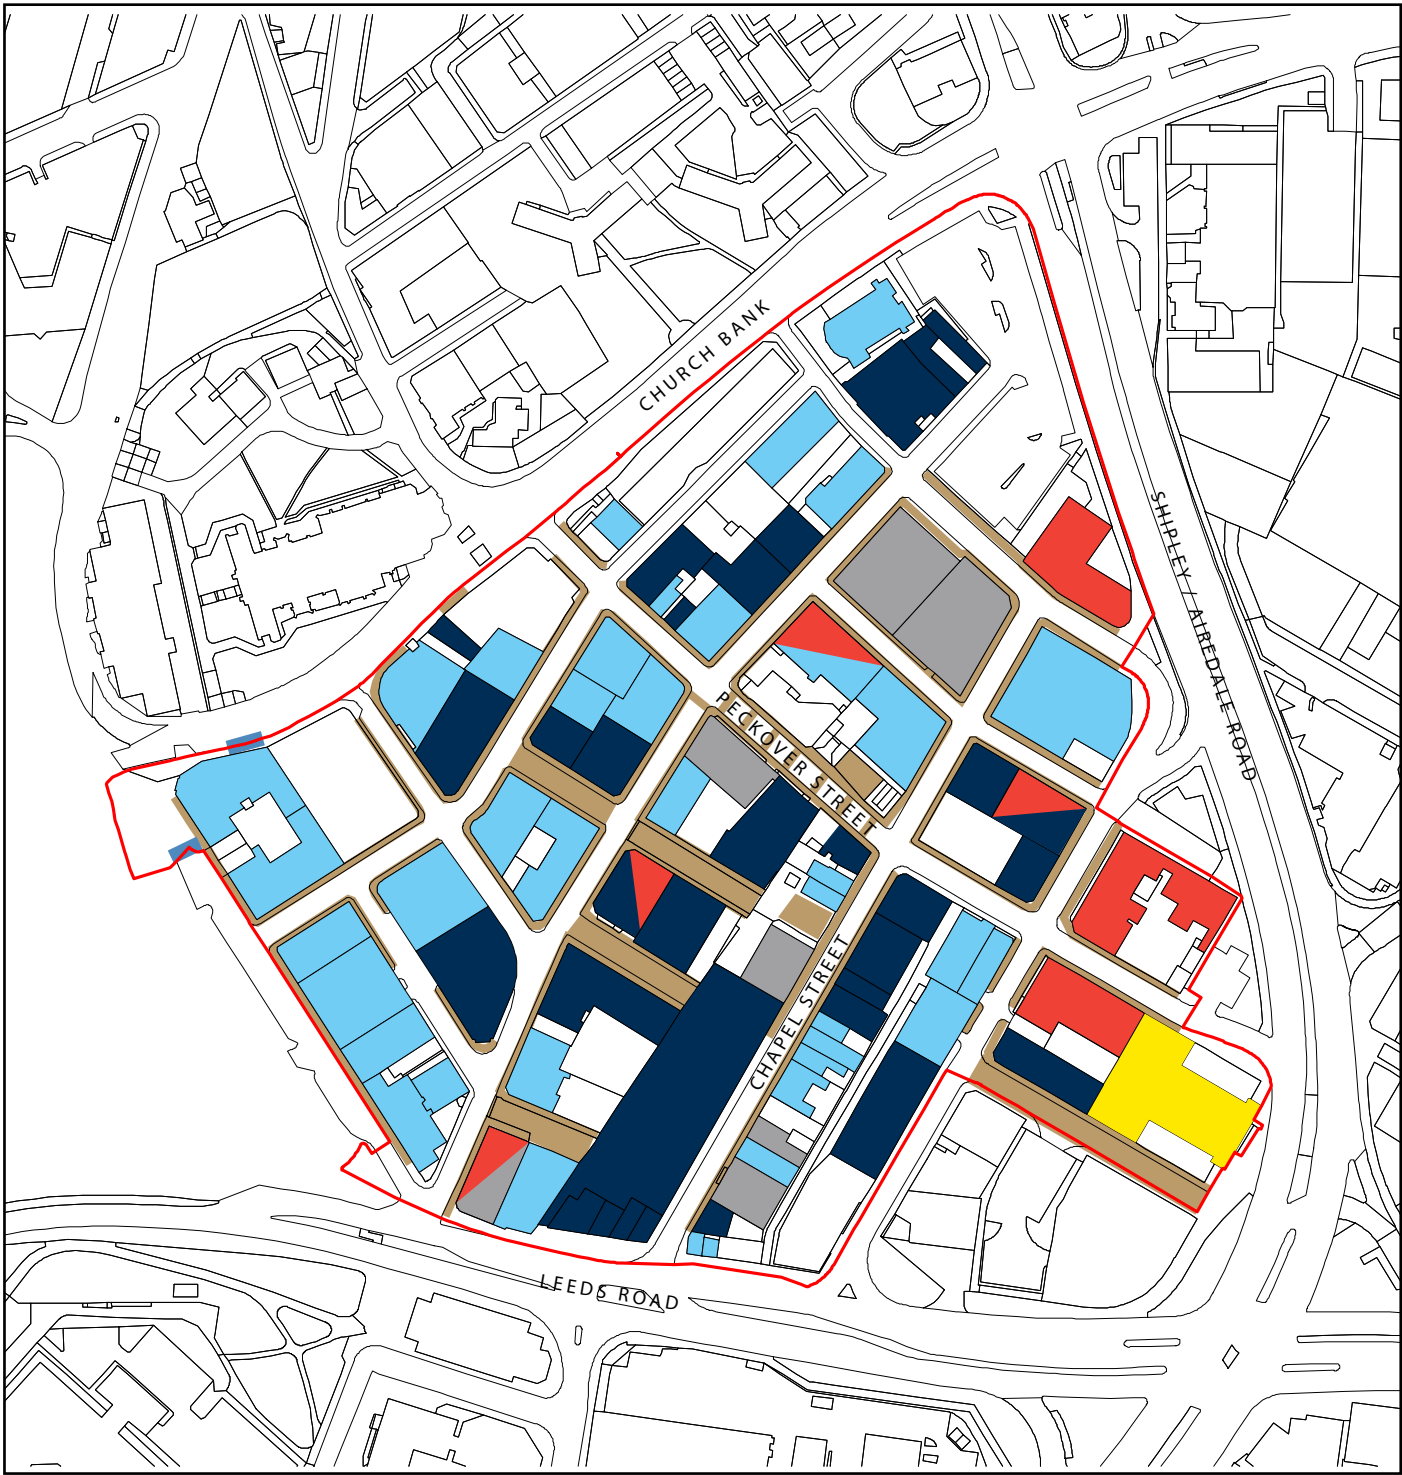 CHURCH BANK
SHIPLEY / AIREDALE ROAD
PECKOVER STREET
CHAPEL STREET
LEEDS ROAD